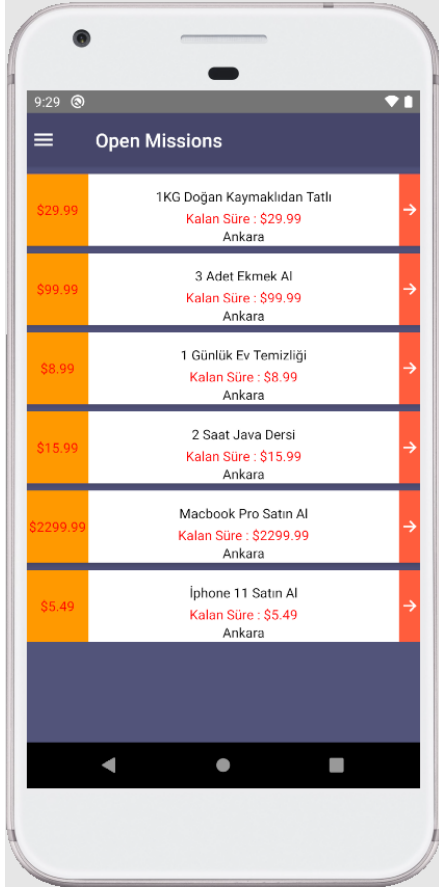 9:29
Open Missions
$29.99
1KG Doğan Kaymaklıdan Tatlı
Kalan Süre : $29.99
Ankara
$99.99
3 Adet Ekmek Al
Kalan Süre : $99.99
Ankara
$8.99
1 Günlük Ev Temizliği
Kalan Süre : $8.99
Ankara
$15.99
2 Saat Java Dersi
Kalan Süre : $15.99
Ankara
$2299.99
Macbook Pro Satın Al
Kalan Süre : $2299.99
Ankara
$5.49
İphone 11 Satın Al
Kalan Süre : $5.49
Ankara